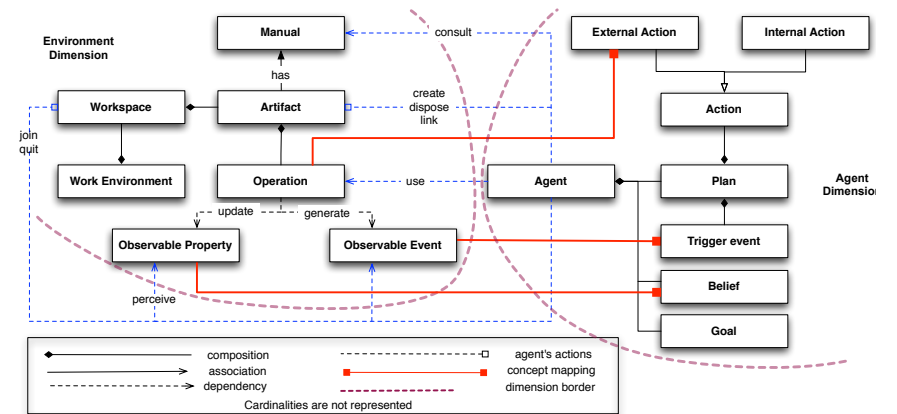 Environment
Dimension
Manual
consult
External Action
Internal Action
has
Workspace
Artifact
create
dispose
link
Action
join
quit
Work Environment
Operation
use
Agent
Plan
Agent
Dimension
update
generate
Observable Property
Observable Event
Trigger event
perceive
Belief
Goal
composition
association
dependency
agent's actions
concept mapping
dimension border
Cardinalities are not represented